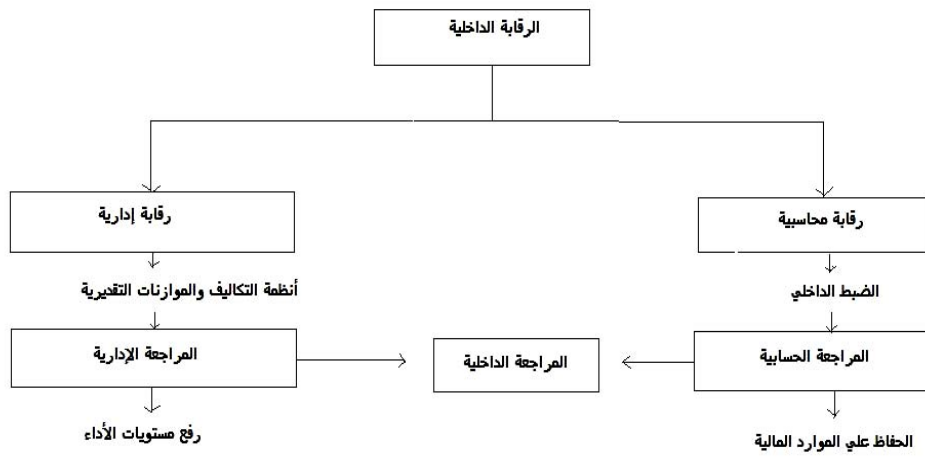 الرقابة الداخلية
رقابة محاسبية
رقابة إدارية
الضبط الداخلي
أنظمة التكاليف والموازنات التقديرية
المراجعة الحسابية
المراجعة الداخلية
المراجعة الإدارية
الحفاظ علي الموارد المالية
رفع مستويات الأداء